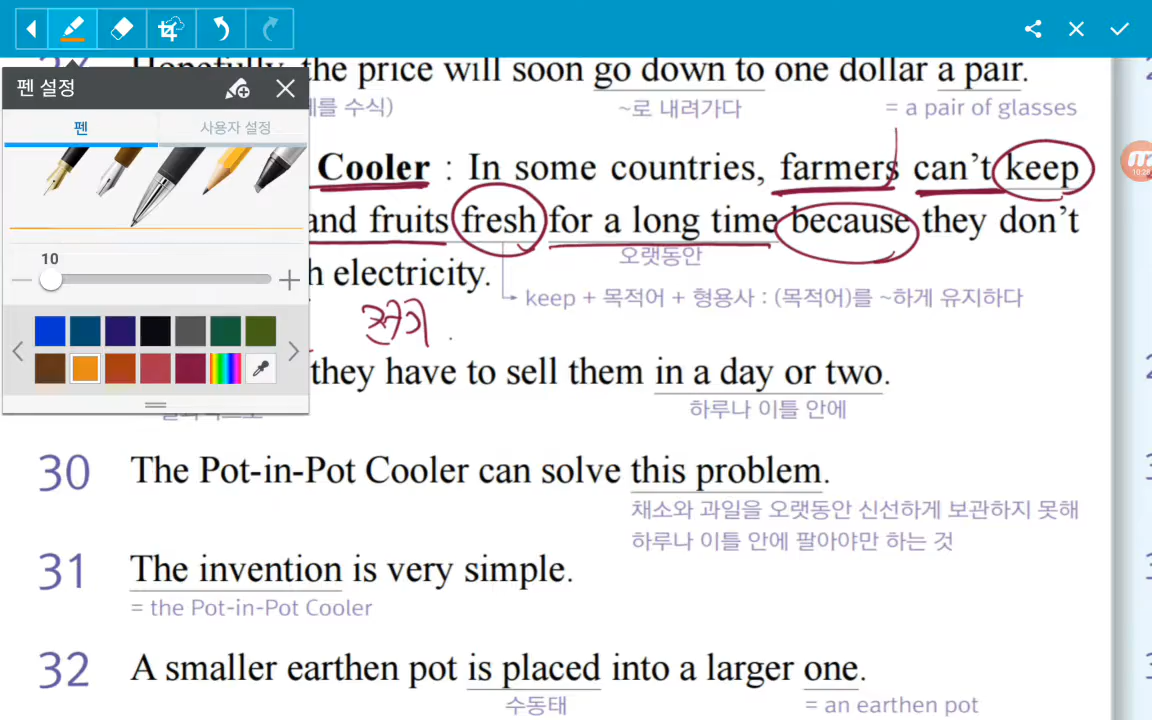 펜 설정
펜 사용자 설정
10
the price will soon go down to one dollar a pair.
를 수식) ~로 내려가다 = a pair of glasses
Cooler : In some countries, farmers can't keep
and fruits fresh for a long time because they don't
오랫동안
h electricity.
keep + 목적어 + 형용사 : (목적어)를 ~하게 유지하다
전기
they have to sell them in a day or two.
하루나 이틀 안에
30 The Pot-in-Pot Cooler can solve this problem.
채소와 과일을 오랫동안 신선하게 보관하지 못해
하루나 이틀 안에 팔아야만 하는 것
31 The invention is very simple.
= the Pot-in-Pot Cooler
32 A smaller earthen pot is placed into a larger one.
수동태 = an earthen pot